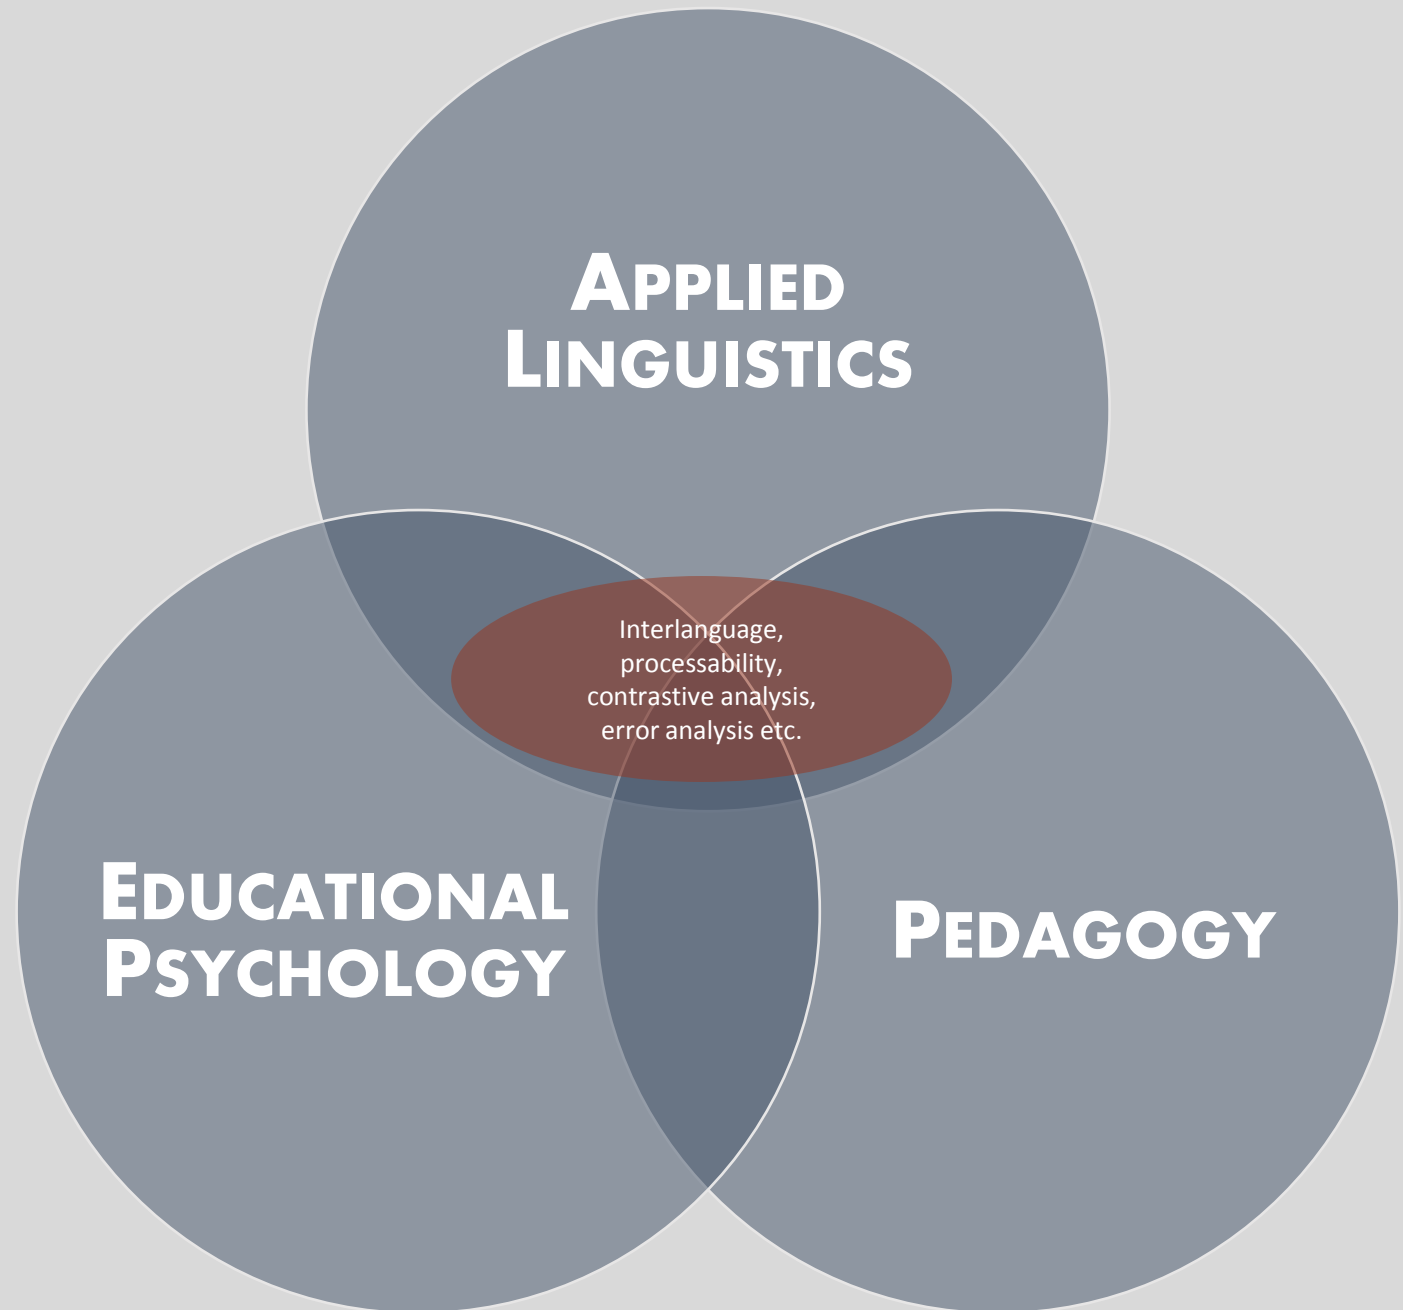 APPLIED
LINGUISTICS
Interlanguage,
processability,
contrastive analysis,
error analysis etc.
EDUCATIONAL
PSYCHOLOGY
PEDAGOGY